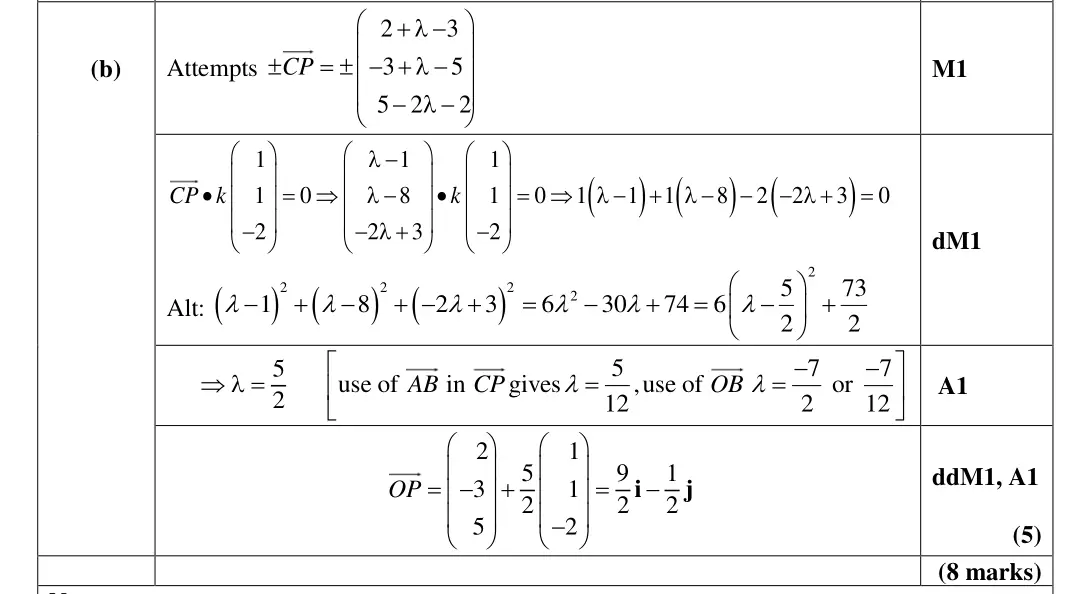 (b) Attempts ±CP = ±(2 + λ − 3, −3 + λ − 5, 5 − 2λ − 2) M1
CP • k(1, 1, −2) = 0 ⇒ (λ − 1, λ − 8, −2λ + 3) • k(1, 1, −2) = 0 ⇒ 1(λ − 1) + 1(λ − 8) − 2(−2λ + 3) = 0
dM1
Alt: (λ − 1)² + (λ − 8)² + (−2λ + 3)² = 6λ² − 30λ + 74 = 6(λ − 5/2)² + 73/2
⇒ λ = 5/2 [use of AB in CP gives λ = 5/12, use of OB λ = −7/2 or −7/12] A1
OP = (2, −3, 5) + 5/2 (1, 1, −2) = 9/2 i − 1/2 j ddM1, A1
(5)
(8 marks)